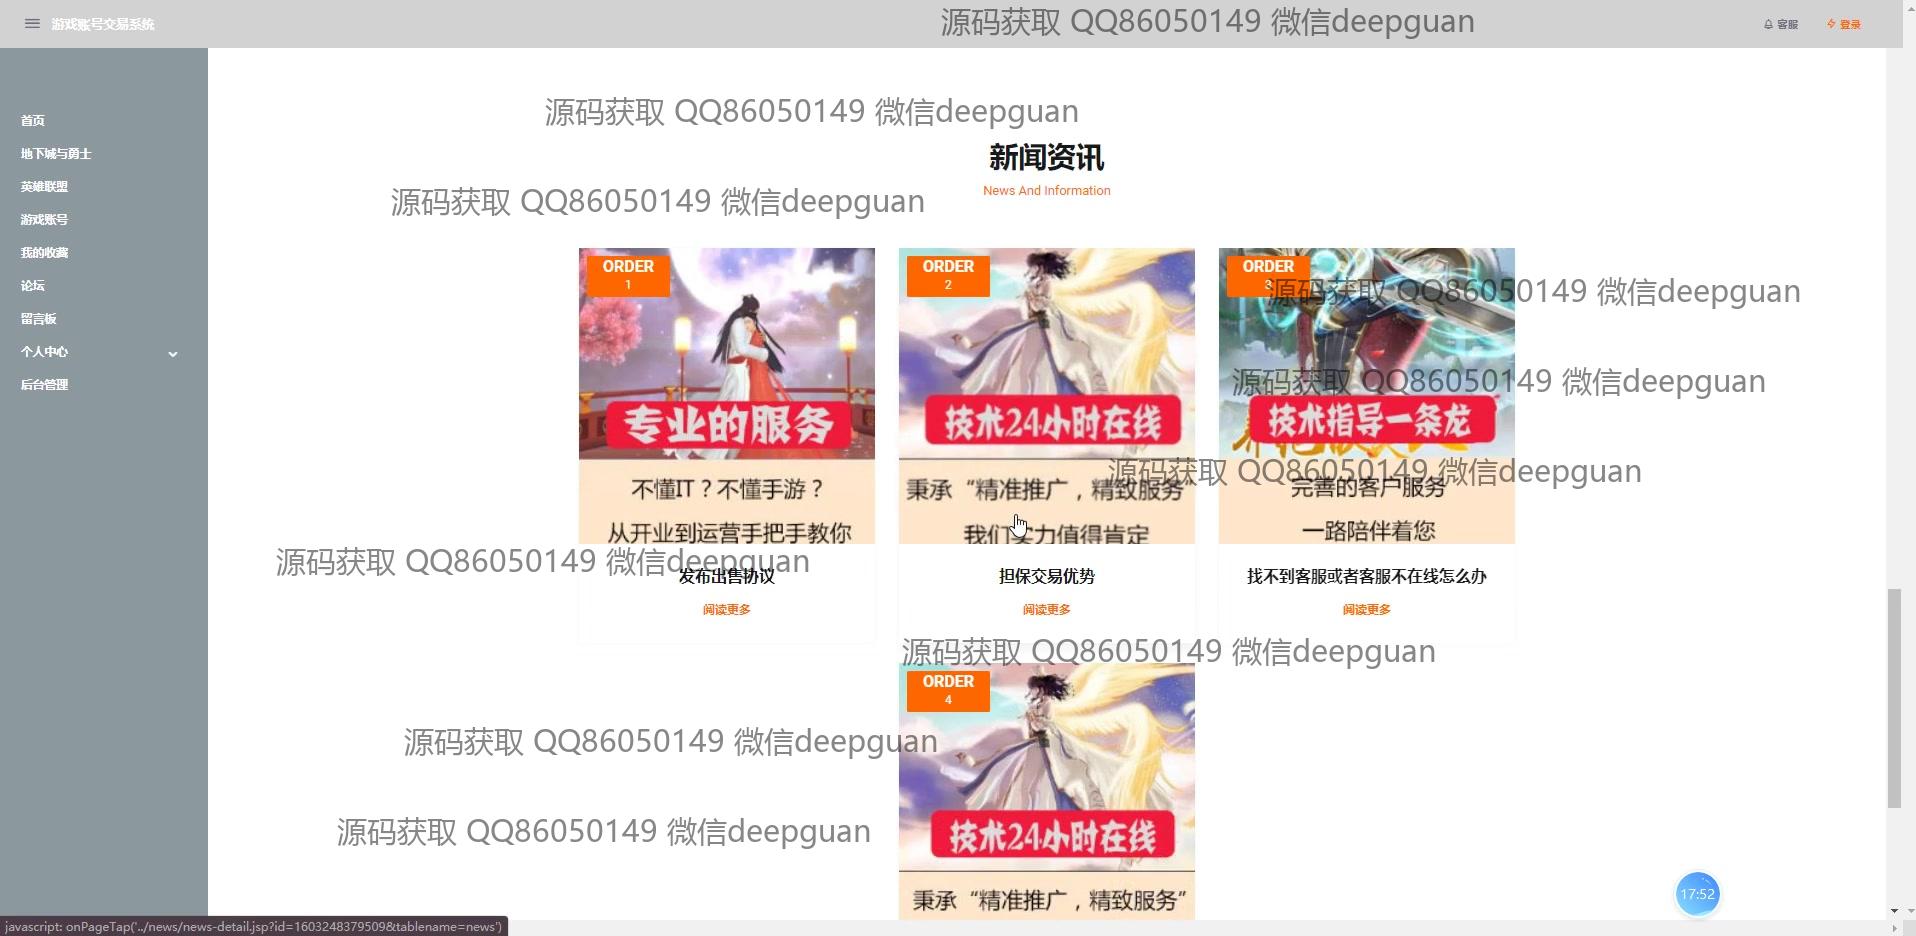 游戏账号交易系统
源码获取 QQ86050149 微信deepguan
客服
登录
首页
地下城与勇士
英雄联盟
游戏账号
我的收藏
论坛
留言板
个人中心
后台管理
源码获取 QQ86050149 微信deepguan
新闻资讯
News And Information
源码获取 QQ86050149 微信deepguan
ORDER
1
专业的服务
不懂IT？不懂手游？
从开业到运营手把手教你
发布出售协议
阅读更多
ORDER
2
技术24小时在线
秉承“精准推广，精致服务
我们实力值得肯定
担保交易优势
阅读更多
ORDER
3
技术指导一条龙
完善的客户服务
一路陪伴着您
找不到客服或者客服不在线怎么办
阅读更多
源码获取 QQ86050149 微信deepguan
源码获取 QQ86050149 微信deepguan
源码获取 QQ86050149 微信deepguan
源码获取 QQ86050149 微信deepguan
源码获取 QQ86050149 微信deepguan
ORDER
4
技术24小时在线
秉承“精准推广，精致服务”
源码获取 QQ86050149 微信deepguan
源码获取 QQ86050149 微信deepguan
17:52
javascript: onPageTap('../news/news-detail.jsp?id=1603248379509&tablename=news')